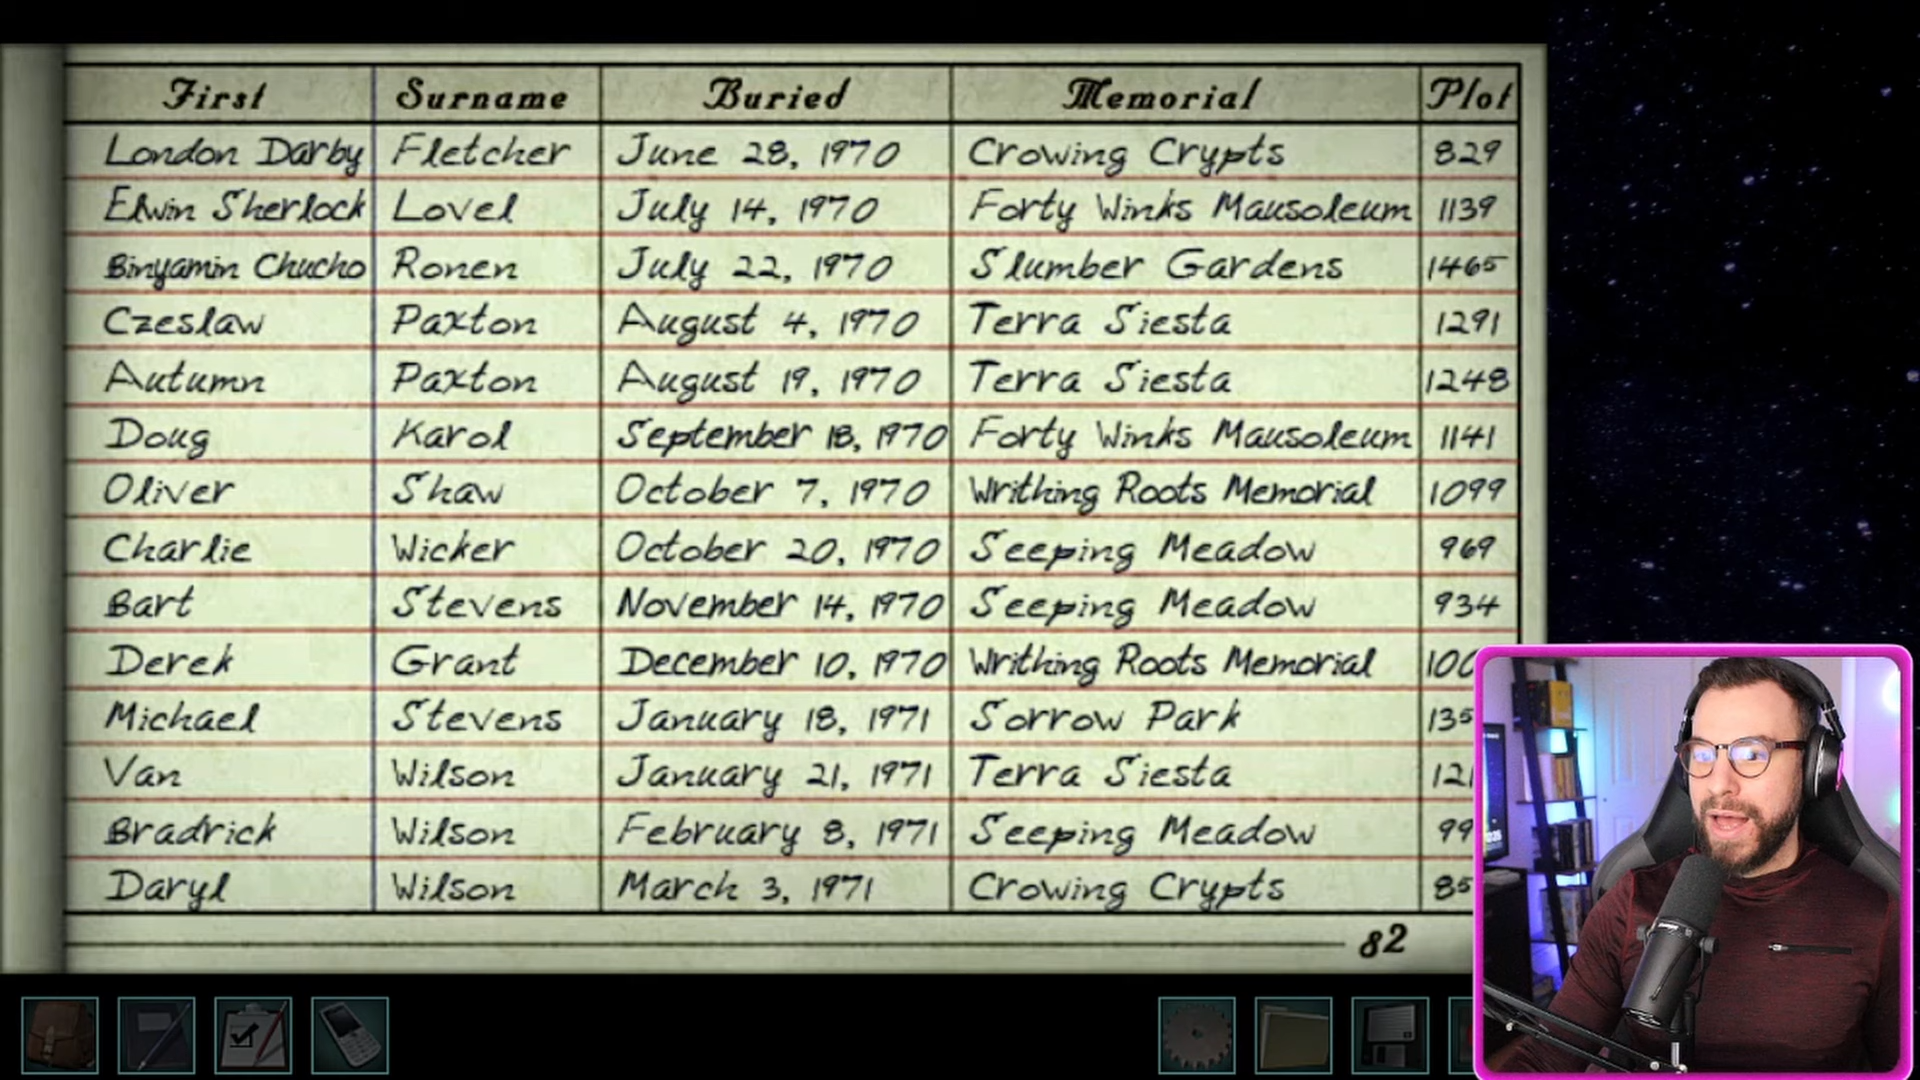 First Surname Buried Memorial Plot
London Darby Fletcher June 28, 1970 Crowing Crypts 829
Elwin Sherlock Lovel July 14, 1970 Forty Winks Mausoleum 1139
Binyamin Chucho Ronen July 22, 1970 Slumber Gardens 1465
Czeslaw Paxton August 4, 1970 Terra Siesta 1291
Autumn Paxton August 19, 1970 Terra Siesta 1248
Doug Karol September 18, 1970 Forty Winks Mausoleum 1141
Oliver Shaw October 7, 1970 Writhing Roots Memorial 1099
Charlie Wicker October 20, 1970 Seeping Meadow 969
Bart Stevens November 14, 1970 Seeping Meadow 934
Derek Grant December 10, 1970 Writhing Roots Memorial
Michael Stevens January 18, 1971 Sorrow Park
Van Wilson January 21, 1971 Terra Siesta
Bradrick Wilson February 8, 1971 Seeping Meadow
Daryl Wilson March 3, 1971 Crowing Crypts
82